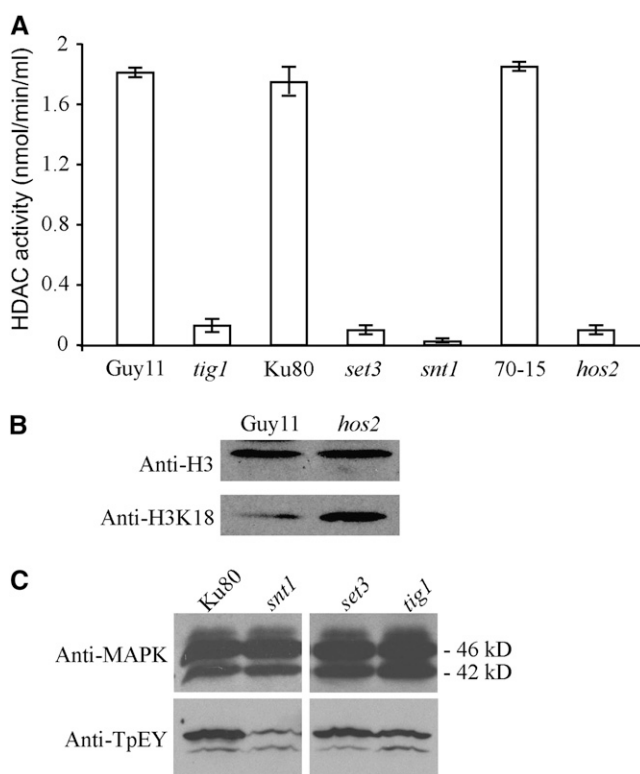 A
HDAC activity (nmol/min/ml)
2
1.6
1.2
0.8
0.4
0
Guy11 tig1 Ku80 set3 snt1 70-15 hos2
B
Guy11 hos2
Anti-H3
Anti-H3K18
C
Ku80 snt1 set3 tig1
Anti-MAPK
- 46 kD
- 42 kD
Anti-TpEY